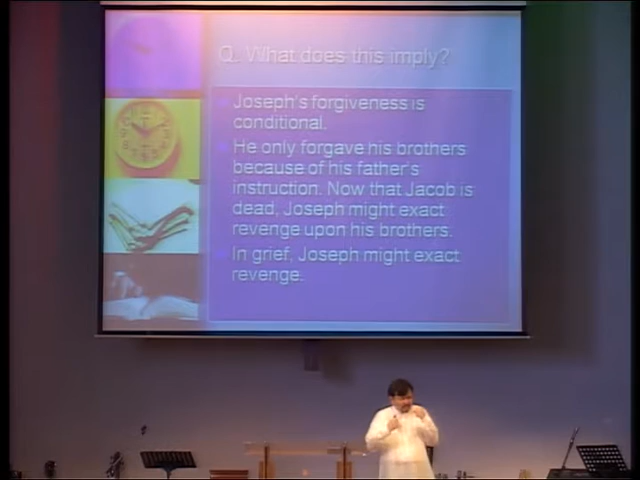 Q. What does this imply?
Joseph's forgiveness is
conditional.
He only forgave his brothers
because of his father's
instruction. Now that Jacob is
dead, Joseph might exact
revenge upon his brothers.
In grief, Joseph might exact
revenge.